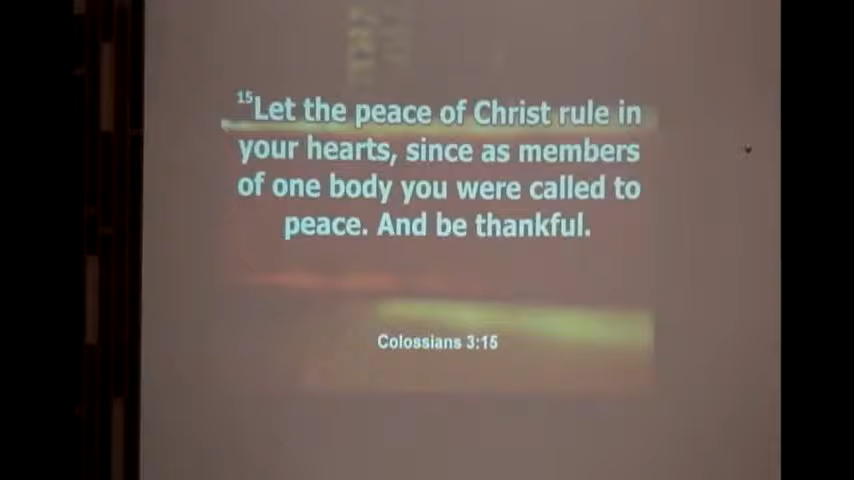 15Let the peace of Christ rule in
your hearts, since as members
of one body you were called to
peace. And be thankful.
Colossians 3:15